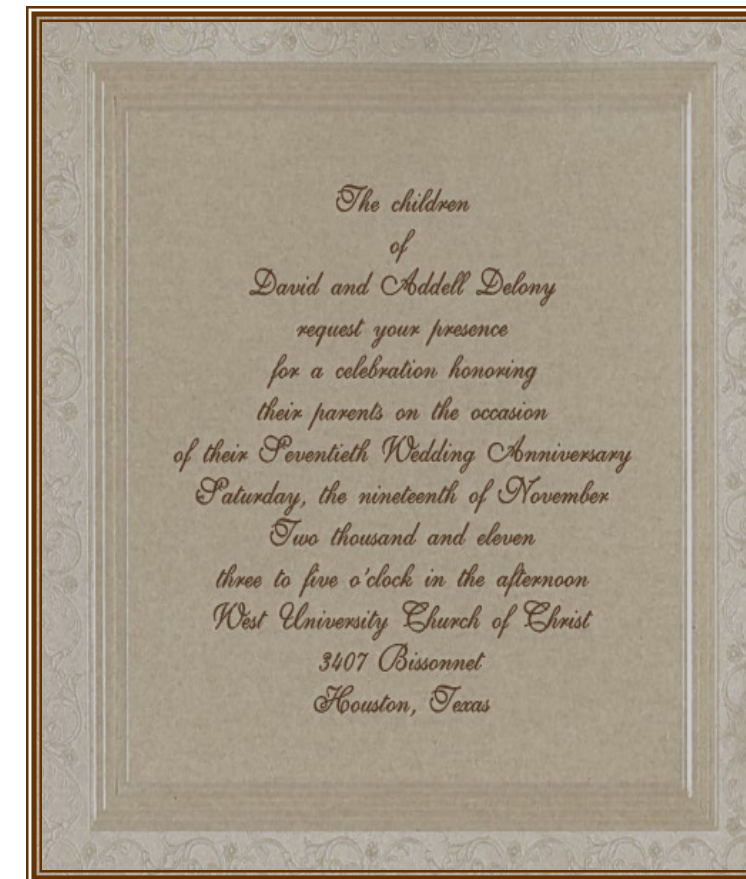 The children
of
David and Addell Delony
request your presence
for a celebration honoring
their parents on the occasion
of their Seventieth Wedding Anniversary
Saturday, the nineteenth of November
Two thousand and eleven
three to five o'clock in the afternoon
West University Church of Christ
3407 Bissonnet
Houston, Texas